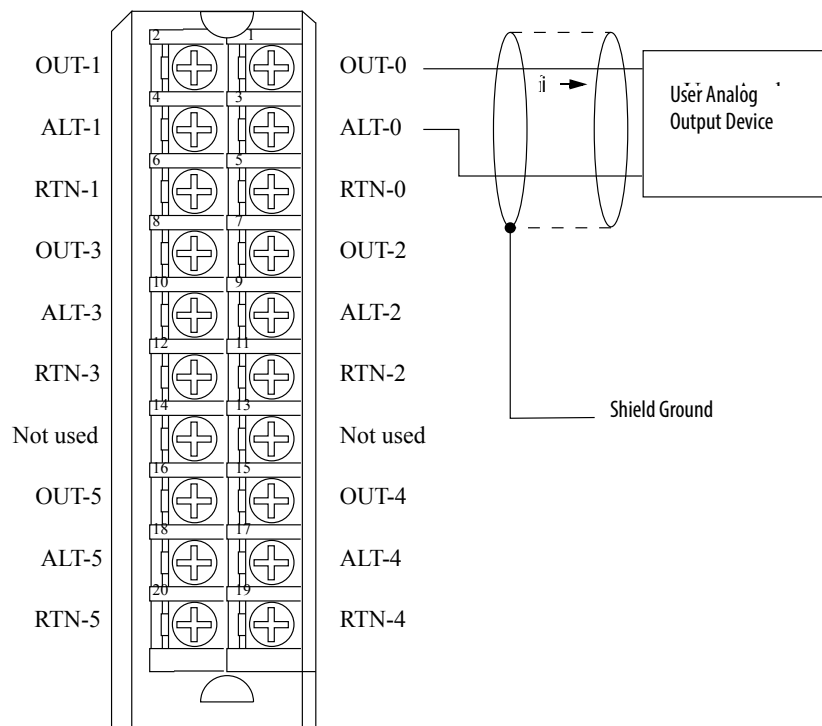 2 1
OUT-1 OUT-0
4 3
ALT-1 ALT-0
6 5
RTN-1 RTN-0
8 7
OUT-3 OUT-2
10 9
ALT-3 ALT-2
12 11
RTN-3 RTN-2
14 13
Not used Not used
16 15
OUT-5 OUT-4
18 17
ALT-5 ALT-4
20 19
RTN-5 RTN-4
User Analog
Output Device
Shield Ground